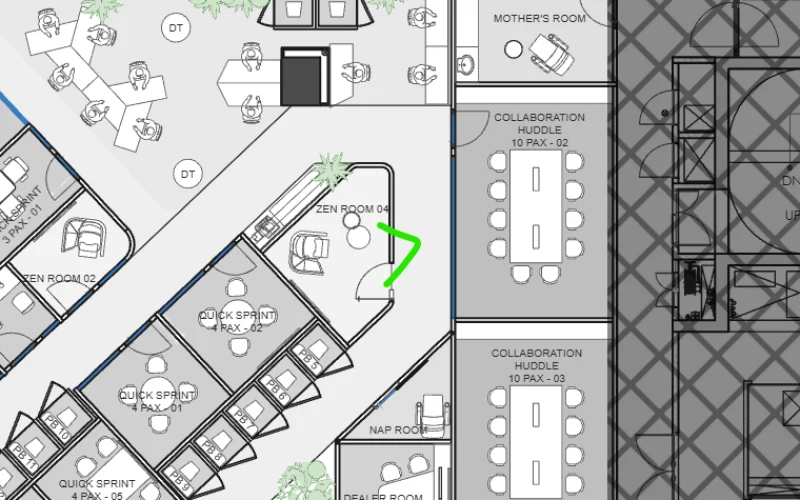 MOTHER'S ROOM
DT
COLLABORATION
HUDDLE
10 PAX - 02
DT
3 PAX - 01
ZEN ROOM 04
ZEN ROOM 02
UP
QUICK SPRINT
4 PAX - 02
PB 5
COLLABORATION
HUDDLE
10 PAX - 03
PB 6
QUICK SPRINT
4 PAX - 01
PB 7
PB 10
NAP ROOM
PB 8
PB 11
PB 9
QUICK SPRINT
4 PAX - 05
DEALER ROOM